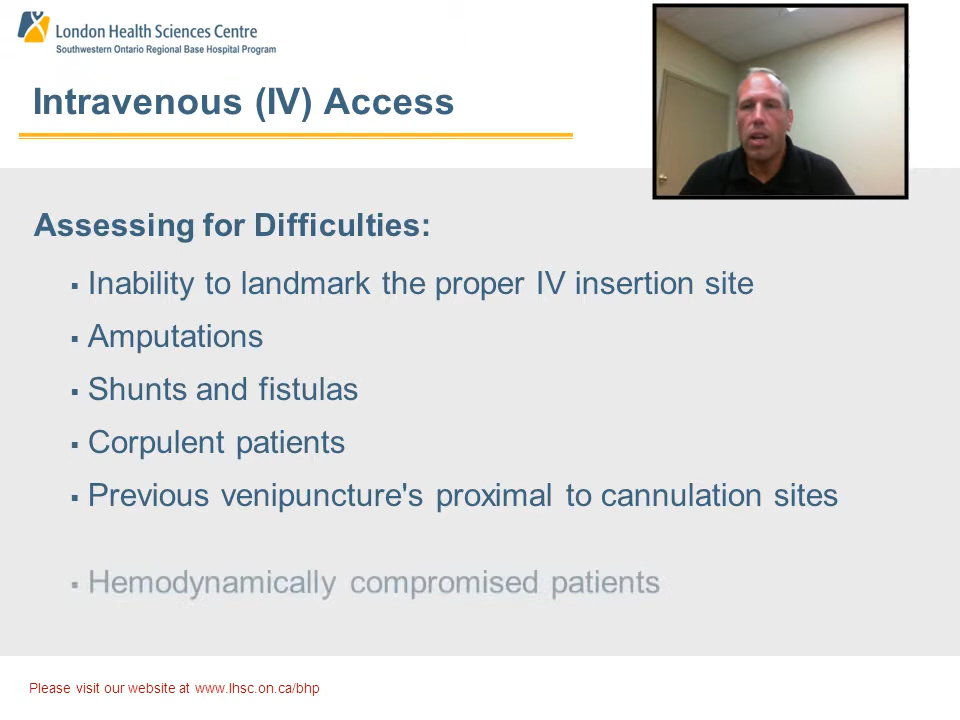 London Health Sciences Centre
Southwestern Ontario Regional Base Hospital Program
Intravenous (IV) Access
Assessing for Difficulties:
▪ Inability to landmark the proper IV insertion site
▪ Amputations
▪ Shunts and fistulas
▪ Corpulent patients
▪ Previous venipuncture's proximal to cannulation sites
▪ Hemodynamically compromised patients
Please visit our website at www.lhsc.on.ca/bhp